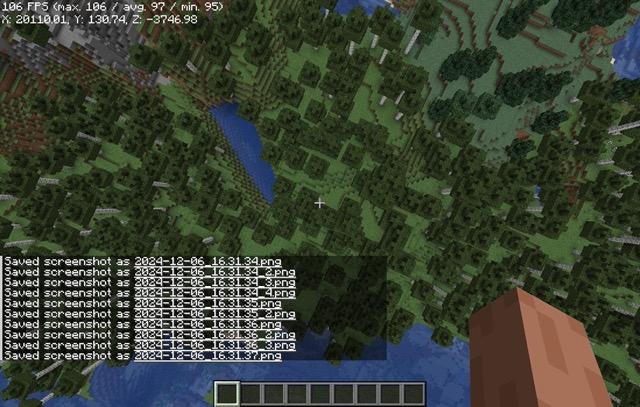 106 FPS (max. 106 / avg. 97 / min. 95)
X: 20110.01, Y: 130.74, Z: -3746.98
Saved screenshot as 2024-12-06_16.31.34.png
Saved screenshot as 2024-12-06_16.31.34_2.png
Saved screenshot as 2024-12-06_16.31.34_3.png
Saved screenshot as 2024-12-06_16.31.34_4.png
Saved screenshot as 2024-12-06_16.31.35.png
Saved screenshot as 2024-12-06_16.31.35_2.png
Saved screenshot as 2024-12-06_16.31.36.png
Saved screenshot as 2024-12-06_16.31.36_2.png
Saved screenshot as 2024-12-06_16.31.36_3.png
Saved screenshot as 2024-12-06_16.31.37.png